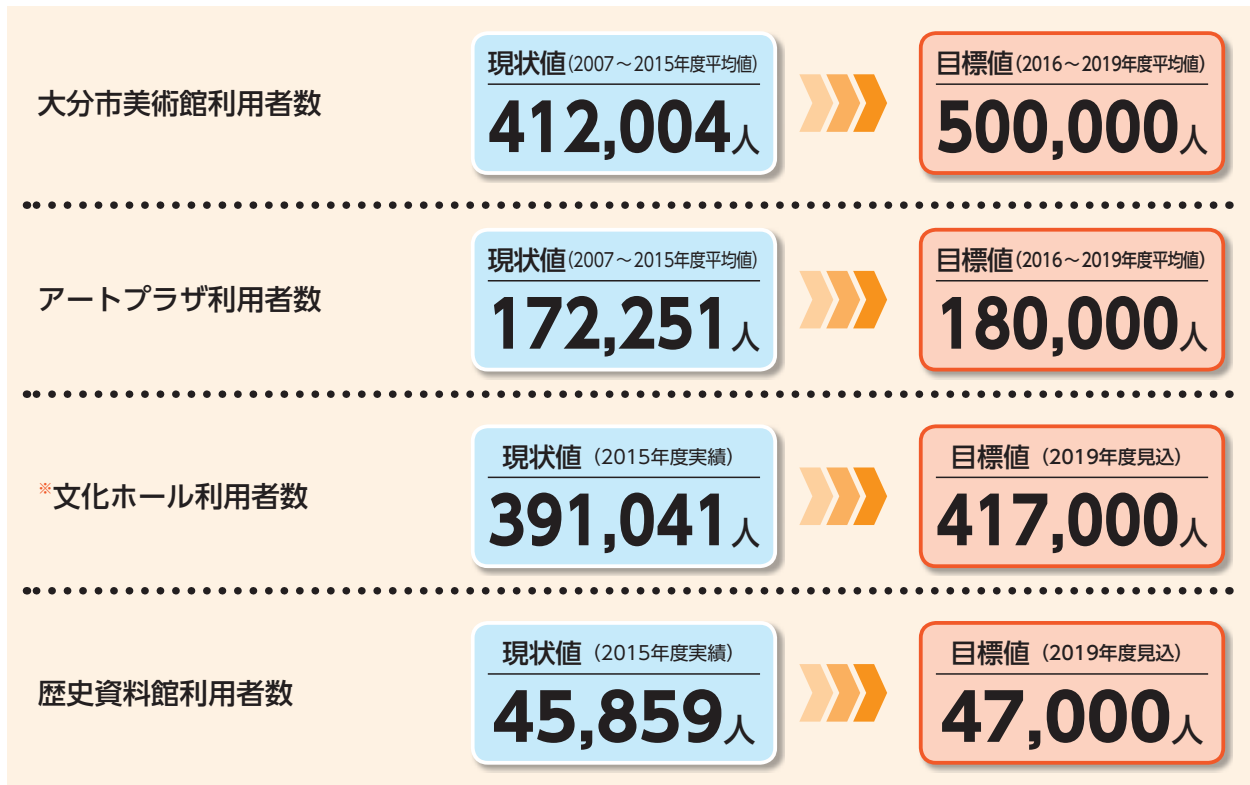 大分市美術館利用者数
現状値(2007～2015年度平均値)
412,004人
目標値(2016～2019年度平均値)
500,000人
アートプラザ利用者数
現状値(2007～2015年度平均値)
172,251人
目標値(2016～2019年度平均値)
180,000人
※文化ホール利用者数
現状値（2015年度実績）
391,041人
目標値（2019年度見込）
417,000人
歴史資料館利用者数
現状値（2015年度実績）
45,859人
目標値（2019年度見込）
47,000人